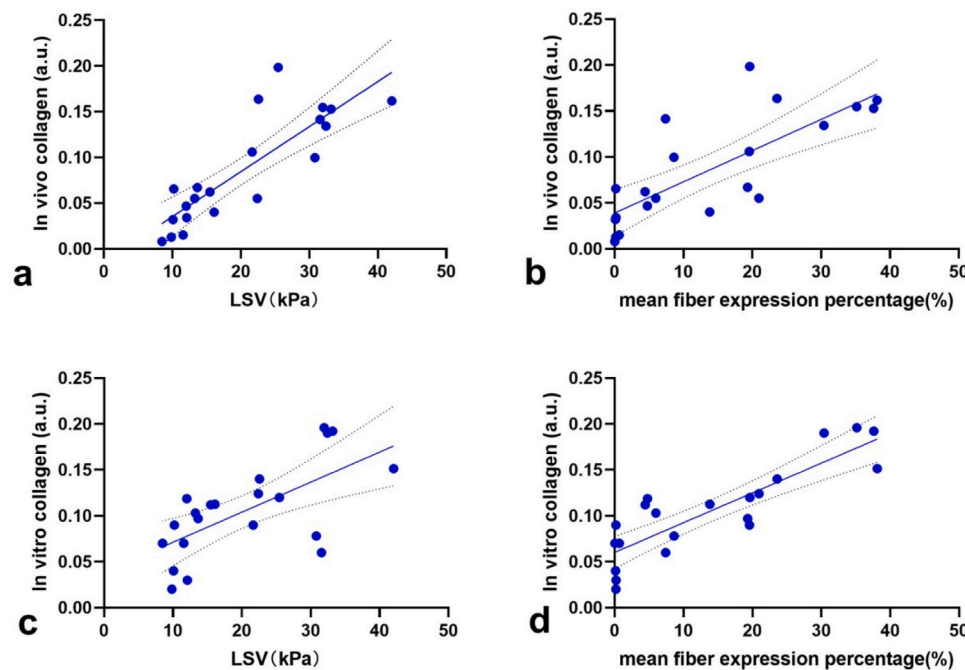 In vivo collagen (a.u.)
0.25
0.20
0.15
0.10
0.05
0.00
0 10 20 30 40 50
LSV(kPa)
a
In vivo collagen (a.u.)
0.25
0.20
0.15
0.10
0.05
0.00
0 10 20 30 40 50
mean fiber expression percentage(%)
b
In vitro collagen (a.u.)
0.25
0.20
0.15
0.10
0.05
0.00
0 10 20 30 40 50
LSV(kPa)
c
In vitro collagen (a.u.)
0.25
0.20
0.15
0.10
0.05
0.00
0 10 20 30 40 50
mean fiber expression percentage(%)
d